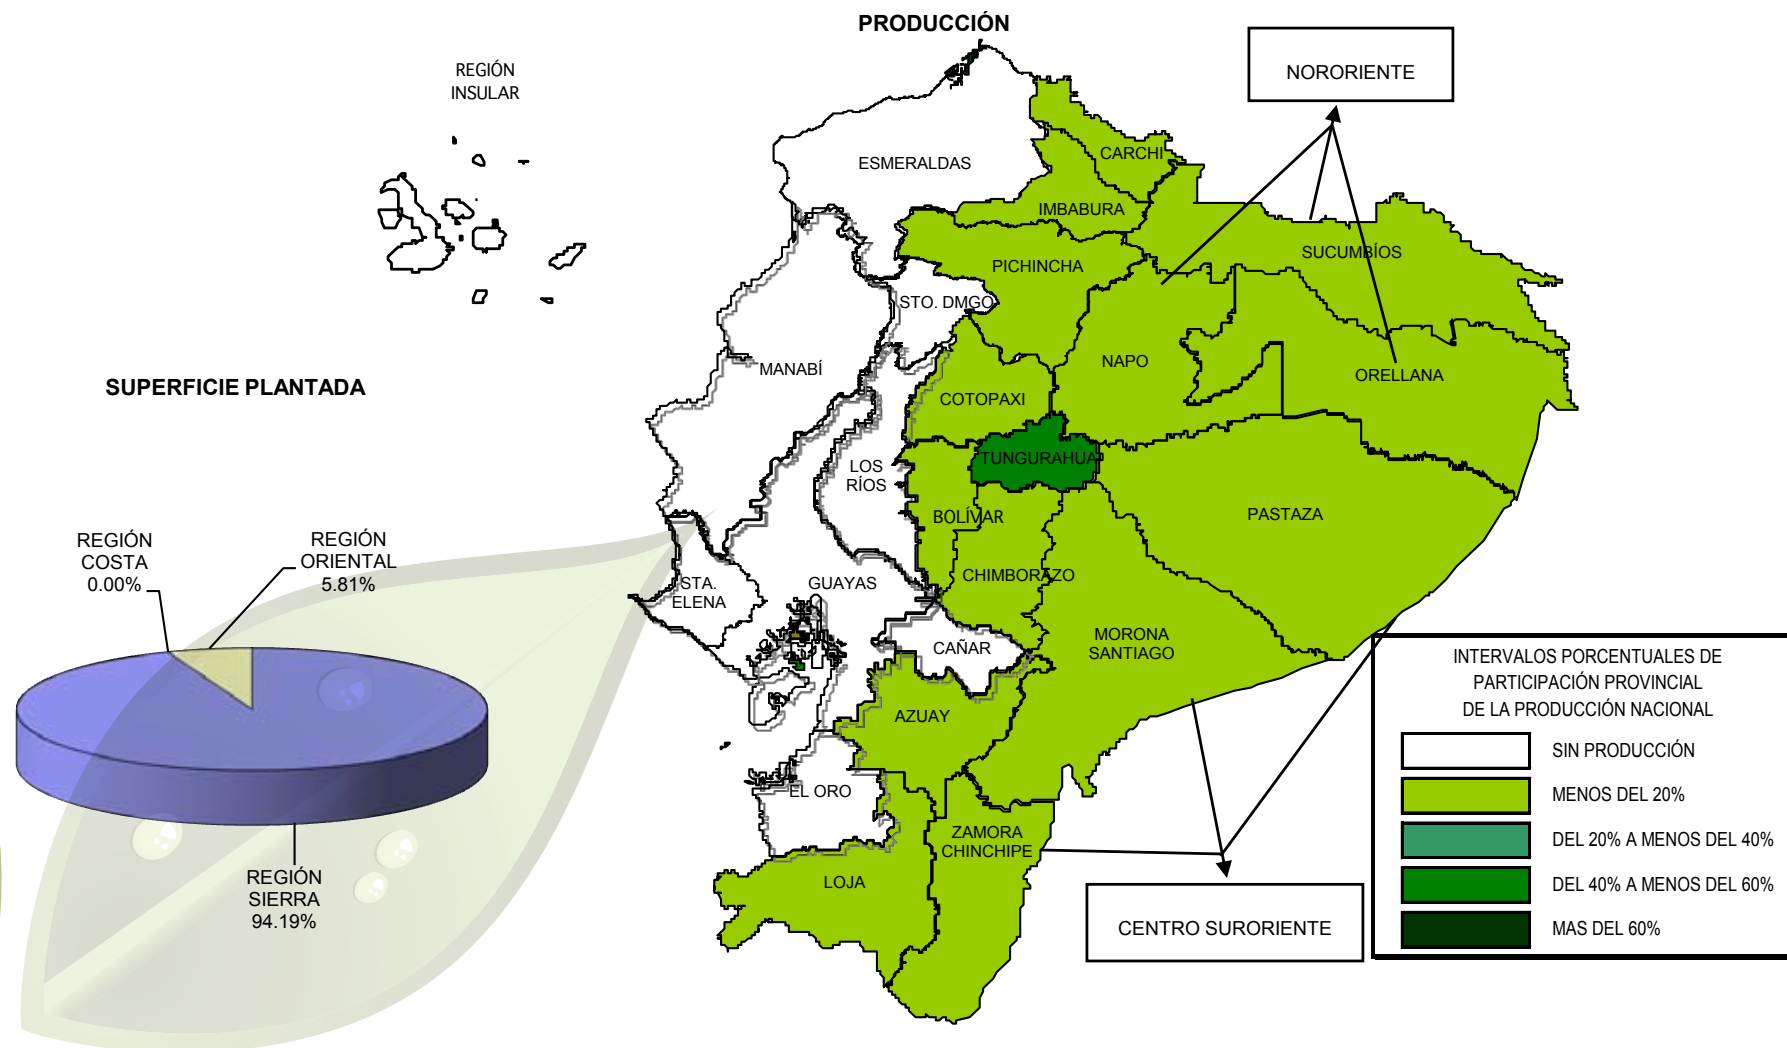 PRODUCCIÓN
REGIÓN
INSULAR
NORORIENTE
ESMERALDAS
CARCHI
IMBABURA
SUCUMBÍOS
PICHINCHA
STO. DMGO
MANABÍ
NAPO
ORELLANA
COTOPAXI
TUNGURAHUA
LOS
RÍOS
BOLÍVAR
PASTAZA
CHIMBORAZO
STA.
ELENA
GUAYAS
CAÑAR
MORONA
SANTIAGO
AZUAY
EL ORO
ZAMORA
CHINCHIPE
LOJA
CENTRO SURORIENTE
SUPERFICIE PLANTADA
REGIÓN
COSTA
0.00%
REGIÓN
ORIENTAL
5.81%
REGIÓN
SIERRA
94.19%
INTERVALOS PORCENTUALES DE
PARTICIPACIÓN PROVINCIAL
DE LA PRODUCCIÓN NACIONAL
SIN PRODUCCIÓN
MENOS DEL 20%
DEL 20% A MENOS DEL 40%
DEL 40% A MENOS DEL 60%
MAS DEL 60%